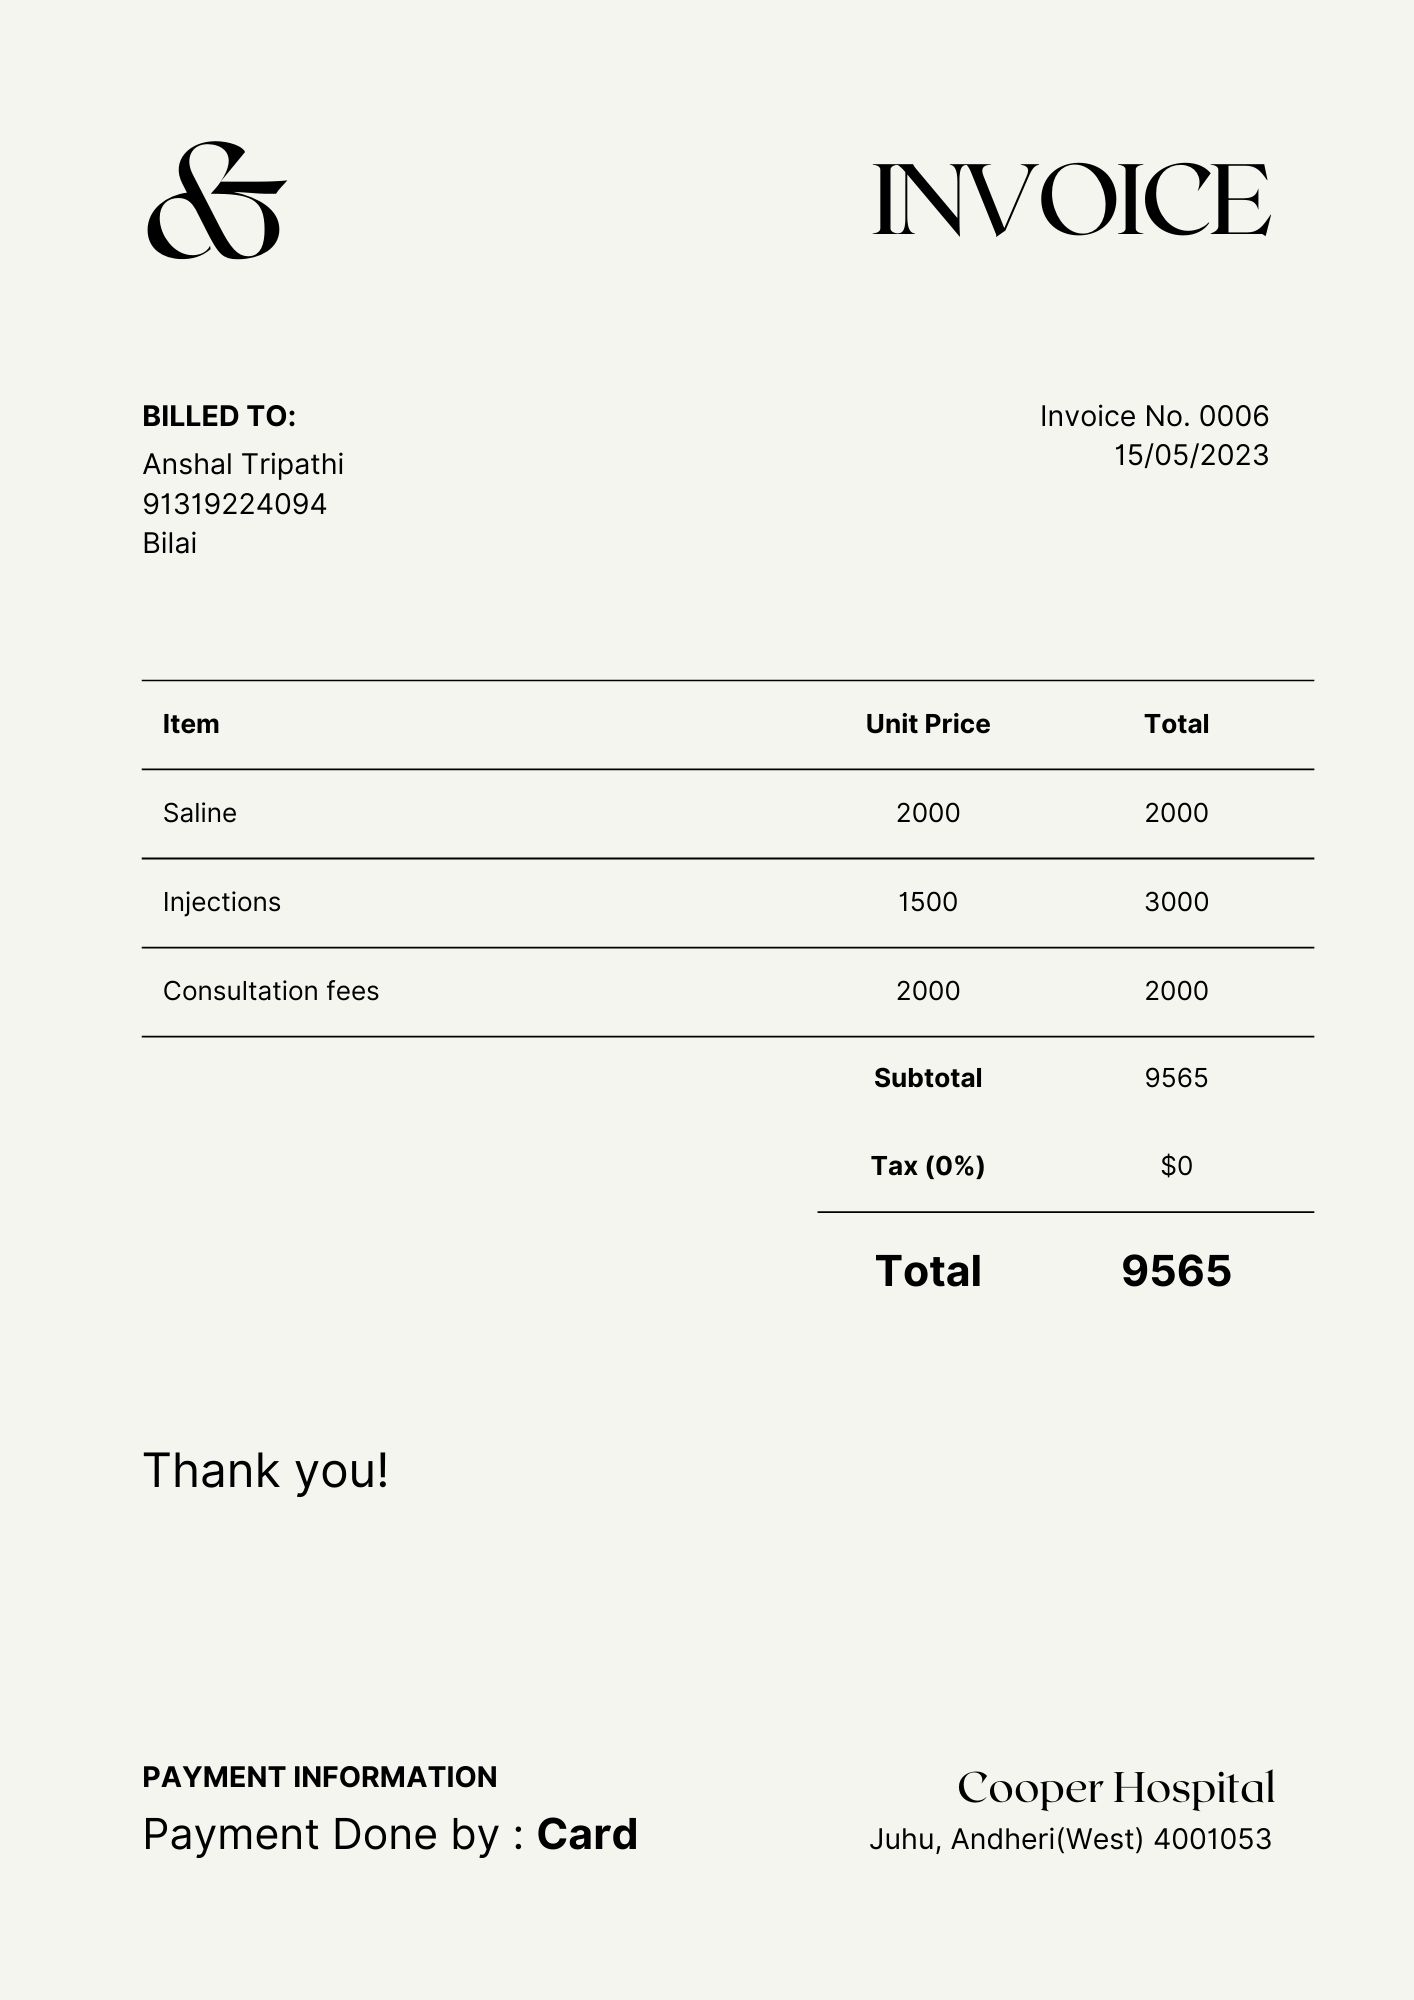 &
INVOICE
BILLED TO:
Anshal Tripathi
91319224094
Bilai
Invoice No. 0006
15/05/2023
Item Unit Price Total
Saline 2000 2000
Injections 1500 3000
Consultation fees 2000 2000
Subtotal 9565
Tax (0%) $0
Total 9565
Thank you!
PAYMENT INFORMATION
Payment Done by : Card
Cooper Hospital
Juhu, Andheri(West) 4001053